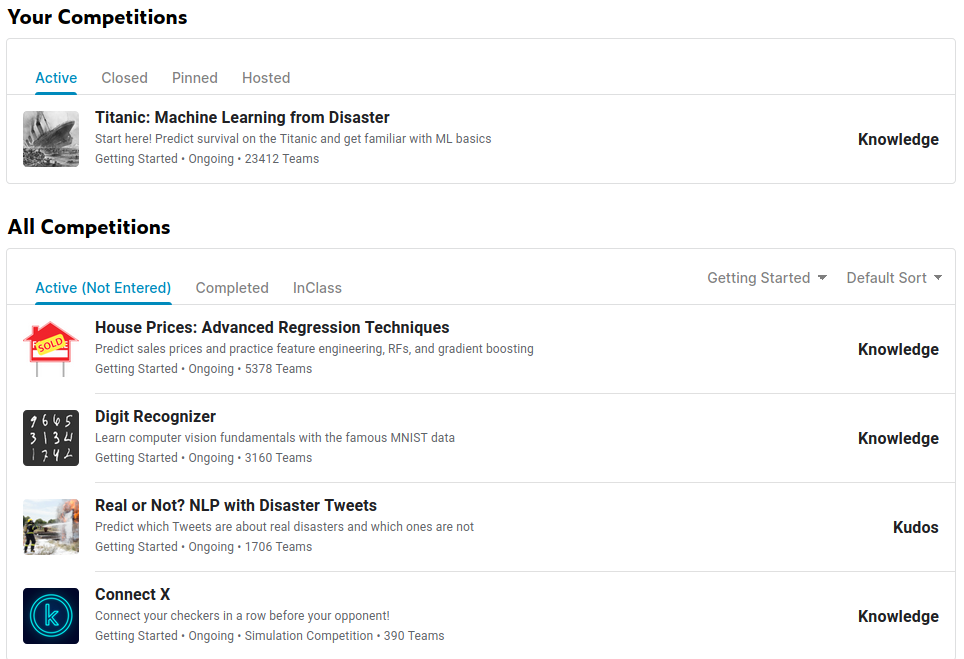 Your Competitions
Active Closed Pinned Hosted
Titanic: Machine Learning from Disaster
Start here! Predict survival on the Titanic and get familiar with ML basics
Knowledge
Getting Started • Ongoing • 23412 Teams
All Competitions
Getting Started Default Sort
Active (Not Entered) Completed InClass
House Prices: Advanced Regression Techniques
SOLD
Predict sales prices and practice feature engineering, RFs, and gradient boosting
Knowledge
Getting Started • Ongoing • 5378 Teams
Digit Recognizer
9 6 6 5
3 1 3 4
1 7 4 2
Learn computer vision fundamentals with the famous MNIST data
Knowledge
Getting Started • Ongoing • 3160 Teams
Real or Not? NLP with Disaster Tweets
Predict which Tweets are about real disasters and which ones are not
Kudos
Getting Started • Ongoing • 1706 Teams
Connect X
k
Connect your checkers in a row before your opponent!
Knowledge
Getting Started • Ongoing • Simulation Competition • 390 Teams